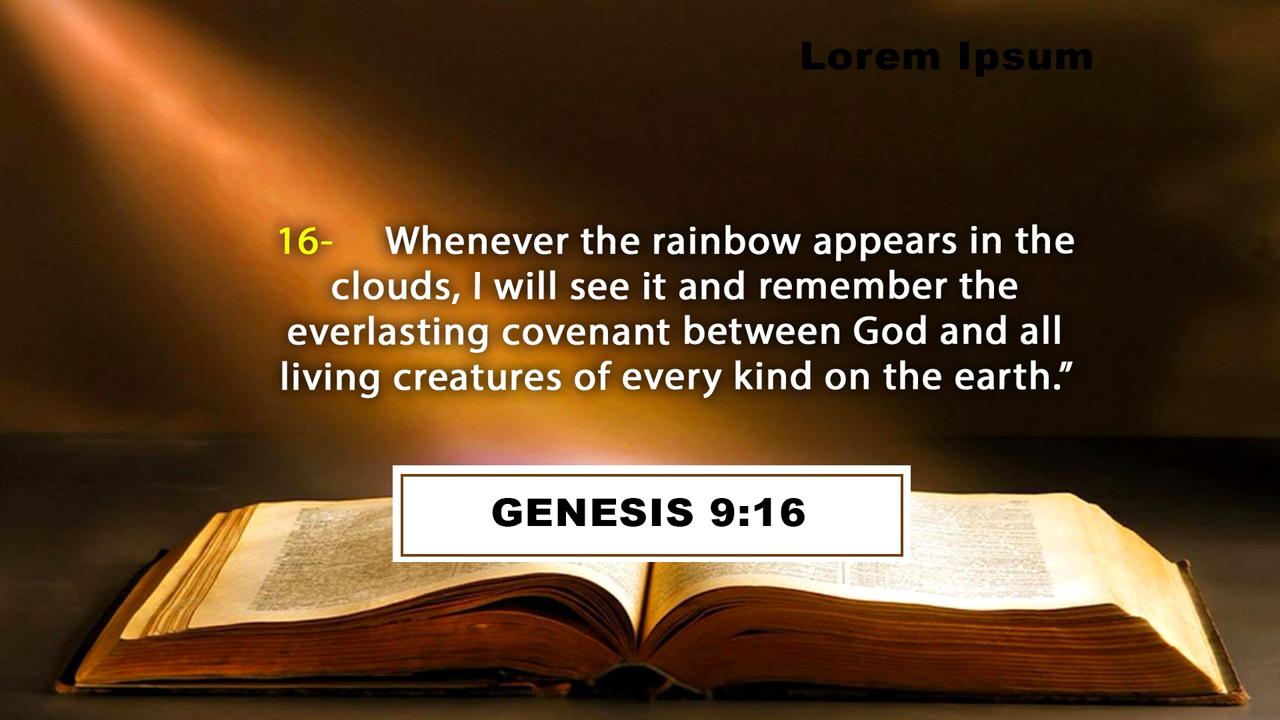 Lorem Ipsum
16- Whenever the rainbow appears in the
clouds, I will see it and remember the
everlasting covenant between God and all
living creatures of every kind on the earth.”
GENESIS 9:16